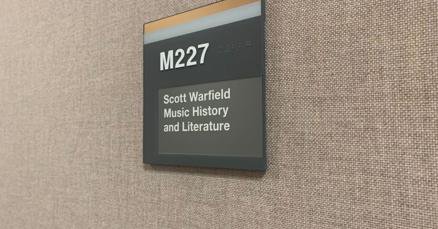 M227
Scott Warfield
Music History
and Literature